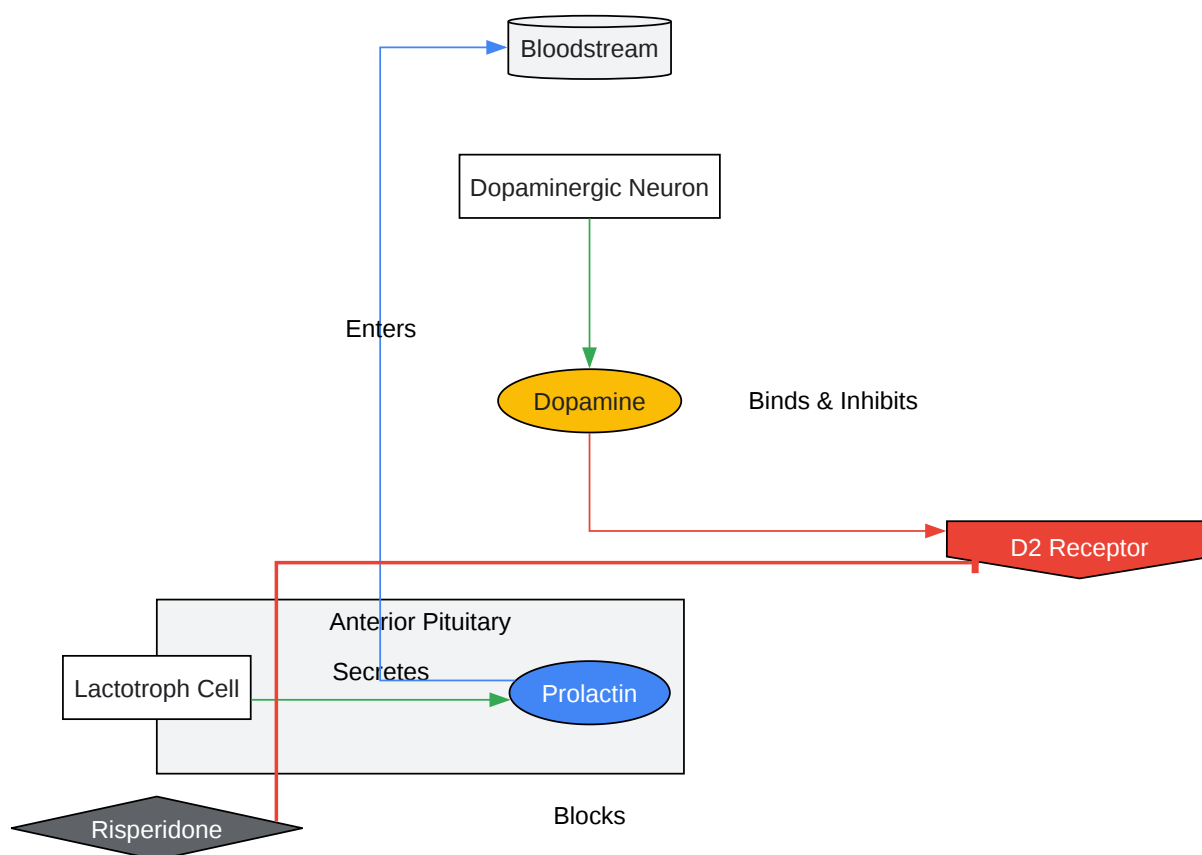 Bloodstream
Dopaminergic Neuron
Enters
Dopamine
Binds & Inhibits
D2 Receptor
Anterior Pituitary
Secretes
Lactotroph Cell
Prolactin
Blocks
Risperidone